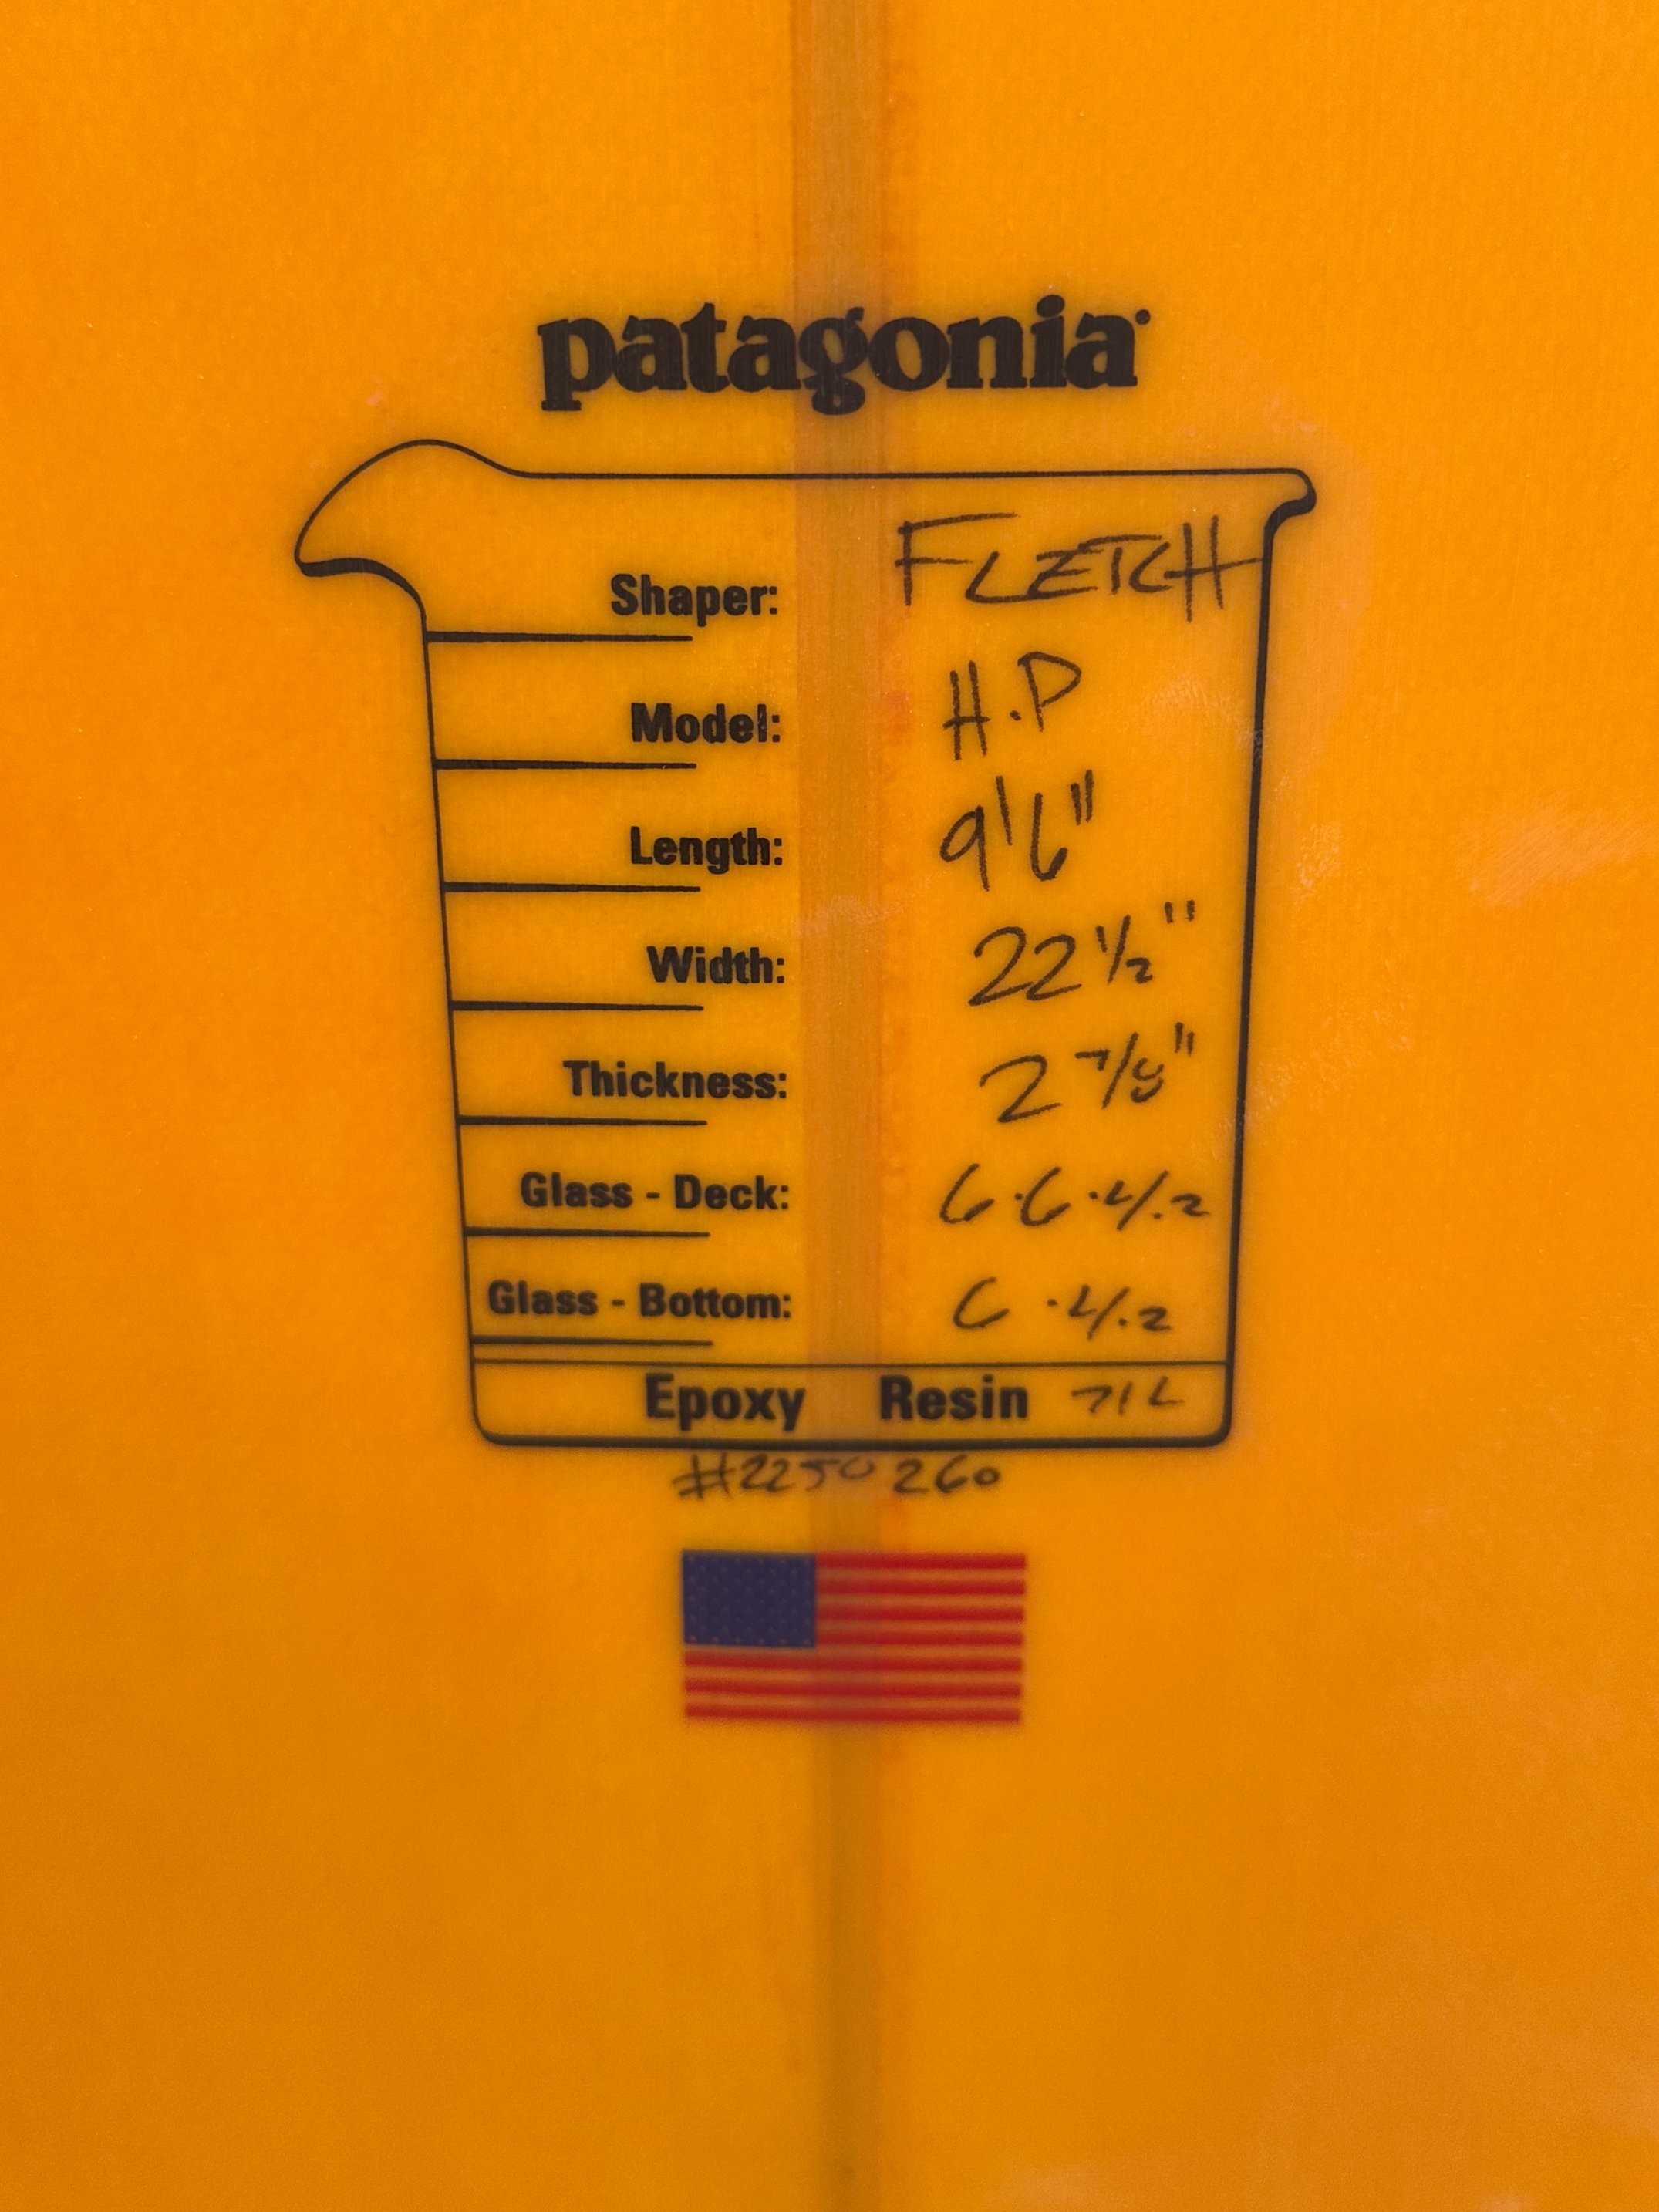 patagonia
Shaper: FLETCH
Model: H.P
Length: 9'6"
Width: 22 1/2"
Thickness: 2 7/8"
Glass - Deck: 6·6·4/.2
Glass - Bottom: 6·4/.2
Epoxy Resin 71L
#2250260